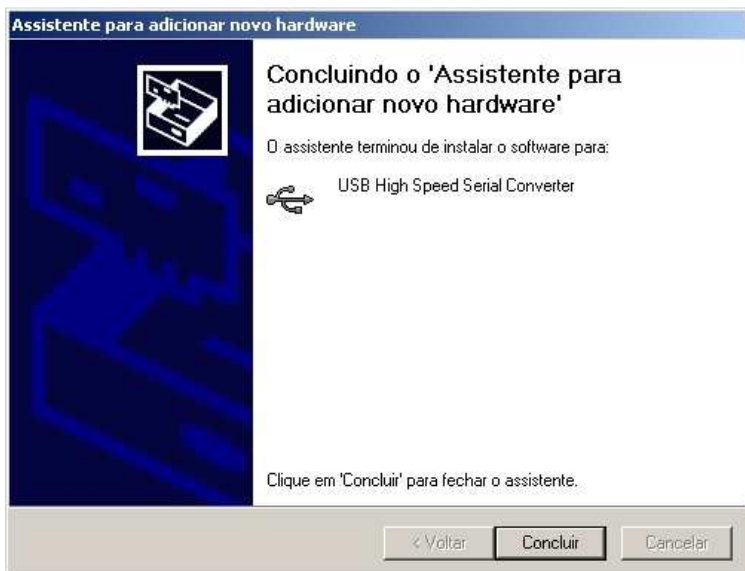 Assistente para adicionar novo hardware
Concluindo o 'Assistente para
adicionar novo hardware'
O assistente terminou de instalar o software para:
USB High Speed Serial Converter
Clique em 'Concluir' para fechar o assistente.
< Voltar
Concluir
Cancelar